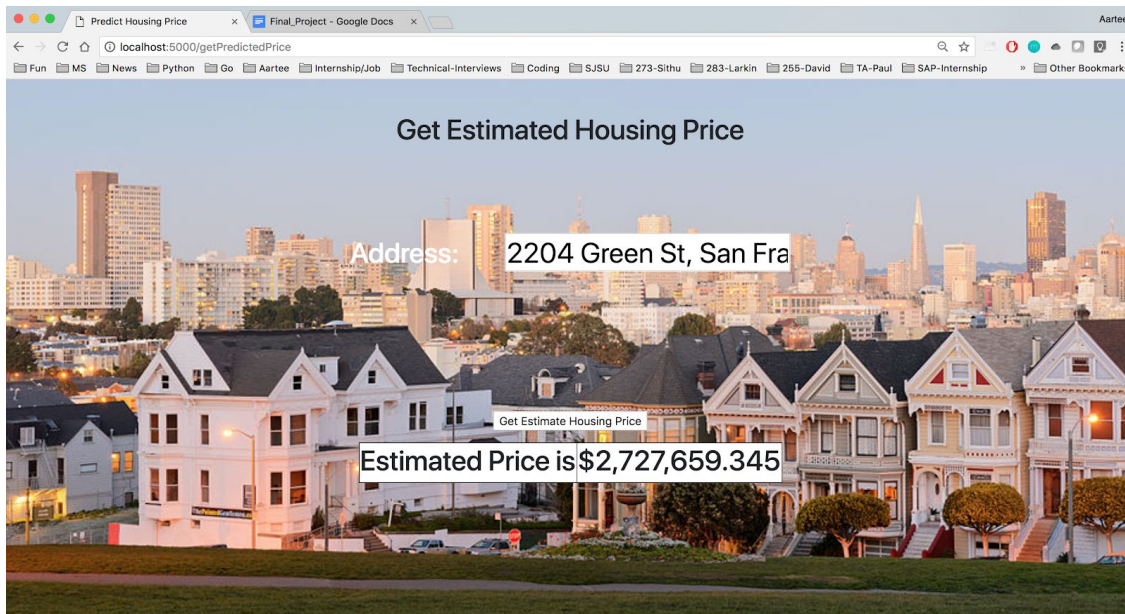 Predict Housing Price
Final_Project - Google Docs
Aartee
localhost:5000/getPredictedPrice
Fun MS News Python Go Aartee Internship/Job Technical-Interviews Coding SJSU 273-Sithu 283-Larkin 255-David TA-Paul SAP-Internship » Other Bookmark
Get Estimated Housing Price
Address: 2204 Green St, San Fra
Get Estimate Housing Price
Estimated Price is $2,727,659.345